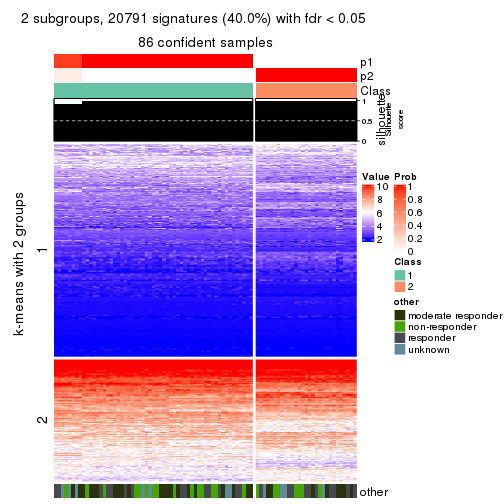 2 subgroups, 20791 signatures (40.0%) with fdr < 0.05
86 confident samples
p1
p2
Class
silhouette
Silhouette
score
1
0.5
0
k-means with 2 groups
1
2
other
Value
10
8
6
4
2
Prob
1
0.8
0.6
0.4
0.2
0
Class
1
2
other
moderate responder
non-responder
responder
unknown